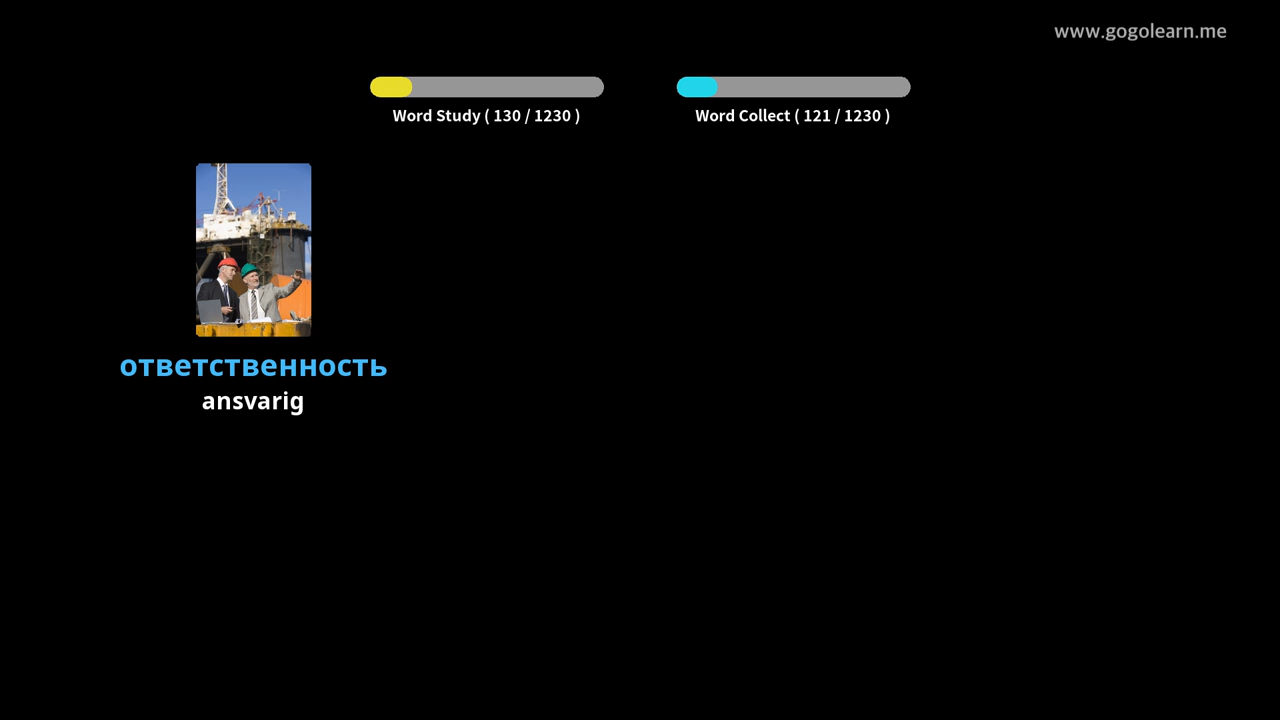 www.gogolearn.me
Word Study ( 130 / 1230 )
Word Collect ( 121 / 1230 )
ответственность
ansvarig